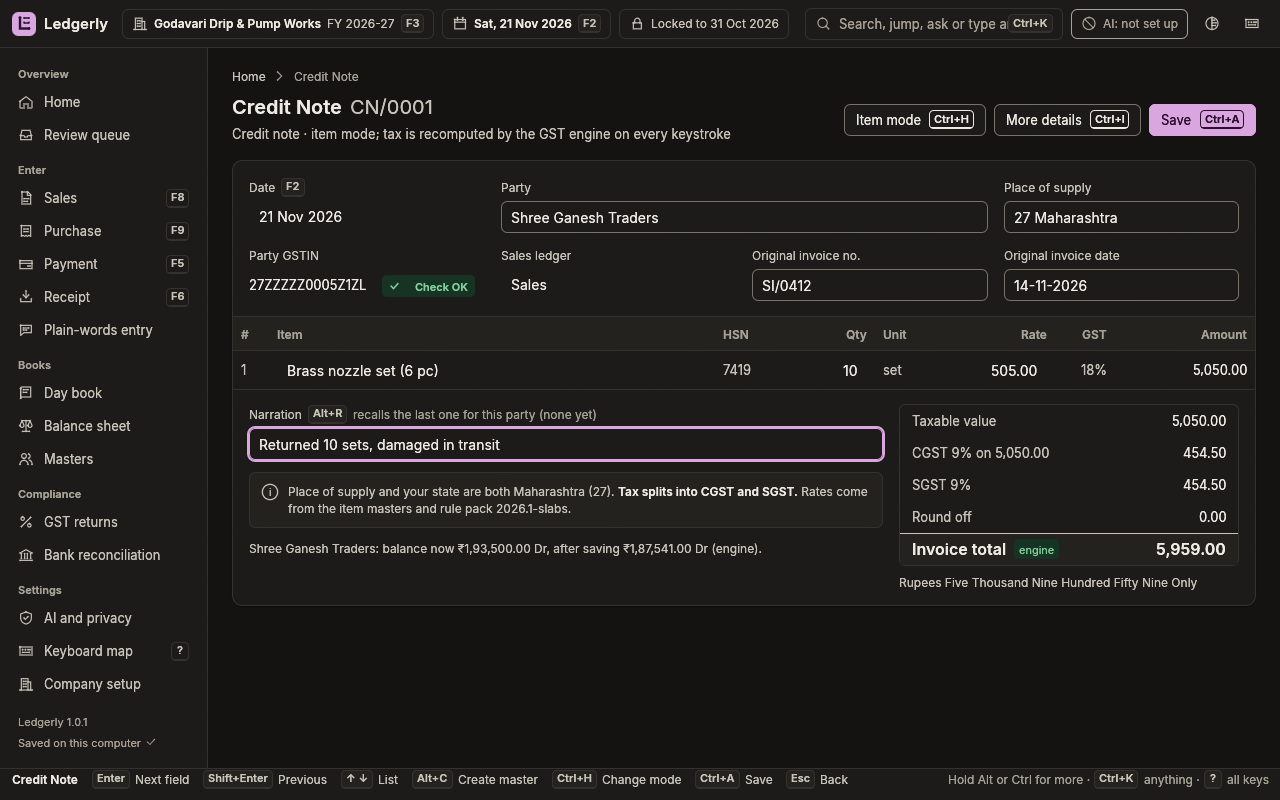 Ledgerly
Godavari Drip & Pump Works FY 2026-27 F3
Sat, 21 Nov 2026 F2
Locked to 31 Oct 2026
Search, jump, ask or type a Ctrl+K
AI: not set up
Overview
Home
Review queue
Enter
Sales F8
Purchase F9
Payment F5
Receipt F6
Plain-words entry
Books
Day book
Balance sheet
Masters
Compliance
GST returns
Bank reconciliation
Settings
AI and privacy
Keyboard map ?
Company setup
Ledgerly 1.0.1
Saved on this computer
Home > Credit Note
Credit Note CN/0001
Credit note · item mode; tax is recomputed by the GST engine on every keystroke
Item mode Ctrl+H
More details Ctrl+I
Save Ctrl+A
Date F2
21 Nov 2026
Party
Shree Ganesh Traders
Place of supply
27 Maharashtra
Party GSTIN
27ZZZZZ0005Z1ZL Check OK
Sales ledger
Sales
Original invoice no.
SI/0412
Original invoice date
14-11-2026
# Item HSN Qty Unit Rate GST Amount
1 Brass nozzle set (6 pc) 7419 10 set 505.00 18% 5,050.00
Narration Alt+R recalls the last one for this party (none yet)
Returned 10 sets, damaged in transit
Place of supply and your state are both Maharashtra (27). Tax splits into CGST and SGST. Rates come
from the item masters and rule pack 2026.1-slabs.
Shree Ganesh Traders: balance now ₹1,93,500.00 Dr, after saving ₹1,87,541.00 Dr (engine).
Taxable value 5,050.00
CGST 9% on 5,050.00 454.50
SGST 9% 454.50
Round off 0.00
Invoice total engine 5,959.00
Rupees Five Thousand Nine Hundred Fifty Nine Only
Credit Note Enter Next field Shift+Enter Previous ↑ ↓ List Alt+C Create master Ctrl+H Change mode Ctrl+A Save Esc Back
Hold Alt or Ctrl for more · Ctrl+K anything · ? all keys